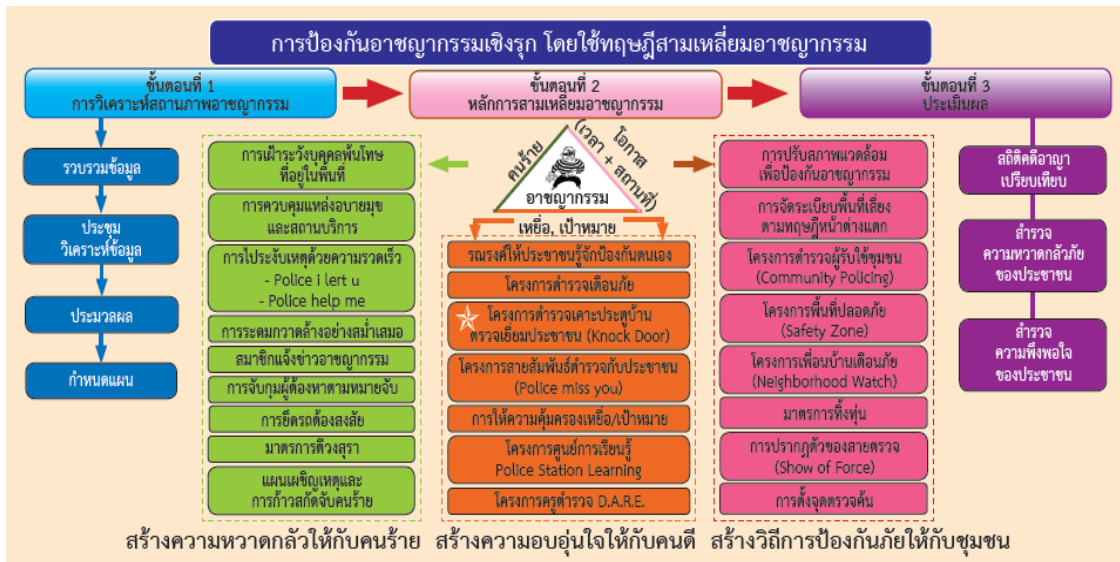 การป้องกันอาชญากรรมเชิงรุก โดยใช้ทฤษฎีสามเหลี่ยมอาชญากรรม
ขั้นตอนที่ 1
การวิเคราะห์สถานภาพอาชญากรรม
รวบรวมข้อมูล
ประชุม
วิเคราะห์ข้อมูล
ประมวลผล
กำหนดแผน
ขั้นตอนที่ 2
หลักการสามเหลี่ยมอาชญากรรม
คนร้าย
โอกาส
(เวลา + สถานที่)
อาชญากรรม
เหยื่อ, เป้าหมาย
การเฝ้าระวังบุคคลพ้นโทษ
ที่อยู่ในพื้นที่
การควบคุมแหล่งอบายมุข
และสถานบริการ
การไประงับเหตุด้วยความรวดเร็ว
- Police i lert u
- Police help me
การระดมกวาดล้างอย่างสม่ำเสมอ
สมาชิกแจ้งข่าวอาชญากรรม
การจับกุมผู้ต้องหาตามหมายจับ
การยึดรถต้องสงสัย
มาตรการตีวงสุรา
แผนเผชิญเหตุและ
การก้าวสกัดจับคนร้าย
สร้างความหวาดกลัวให้กับคนร้าย
รณรงค์ให้ประชาชนรู้จักป้องกันตนเอง
โครงการตำรวจเตือนภัย
โครงการตำรวจเคาะประตูบ้าน
ตรวจเยี่ยมประชาชน (Knock Door)
โครงการสายสัมพันธ์ตำรวจกับประชาชน
(Police miss you)
การให้ความคุ้มครองเหยื่อ/เป้าหมาย
โครงการศูนย์การเรียนรู้
Police Station Learning
โครงการครูตำรวจ D.A.R.E.
สร้างความอบอุ่นใจให้กับคนดี
การปรับสภาพแวดล้อม
เพื่อป้องกันอาชญากรรม
การจัดระเบียบพื้นที่เสี่ยง
ตามทฤษฎีหน้าต่างแตก
โครงการตำรวจผู้รับใช้ชุมชน
(Community Policing)
โครงการพื้นที่ปลอดภัย
(Safety Zone)
โครงการเพื่อนบ้านเตือนภัย
(Neighborhood Watch)
มาตรการทิ้งทุ่น
การปรากฏตัวของสายตรวจ
(Show of Force)
การตั้งจุดตรวจค้น
สร้างวิถีการป้องกันภัยให้กับชุมชน
ขั้นตอนที่ 3
ประเมินผล
สถิติคดีอาญา
เปรียบเทียบ
สำรวจ
ความหวาดกลัวภัย
ของประชาชน
สำรวจ
ความพึงพอใจ
ของประชาชน